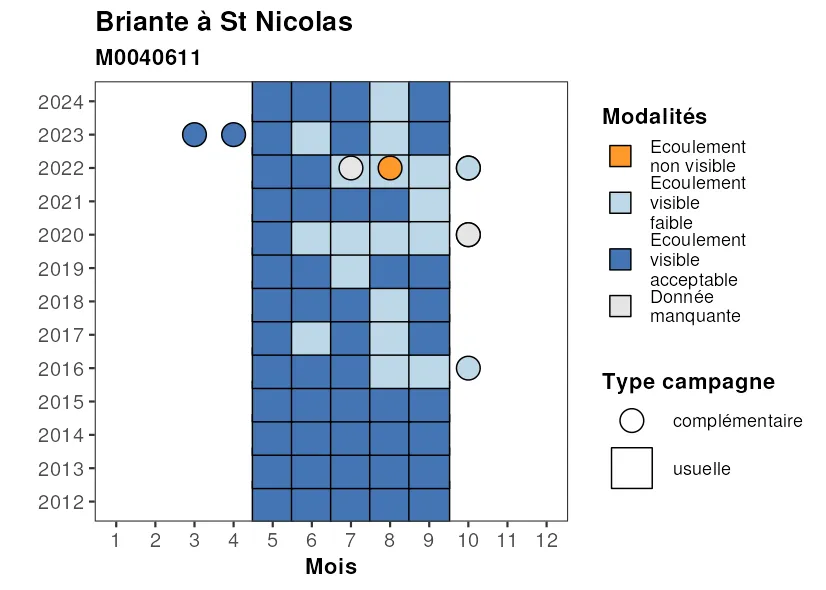 Briante à St Nicolas
M0040611
2024
2023
2022
2021
2020
2019
2018
2017
2016
2015
2014
2013
2012
1 2 3 4 5 6 7 8 9 10 11 12
Mois
Modalités
Ecoulement
non visible
Ecoulement
visible
faible
Ecoulement
visible
acceptable
Donnée
manquante
Type campagne
complémentaire
usuelle